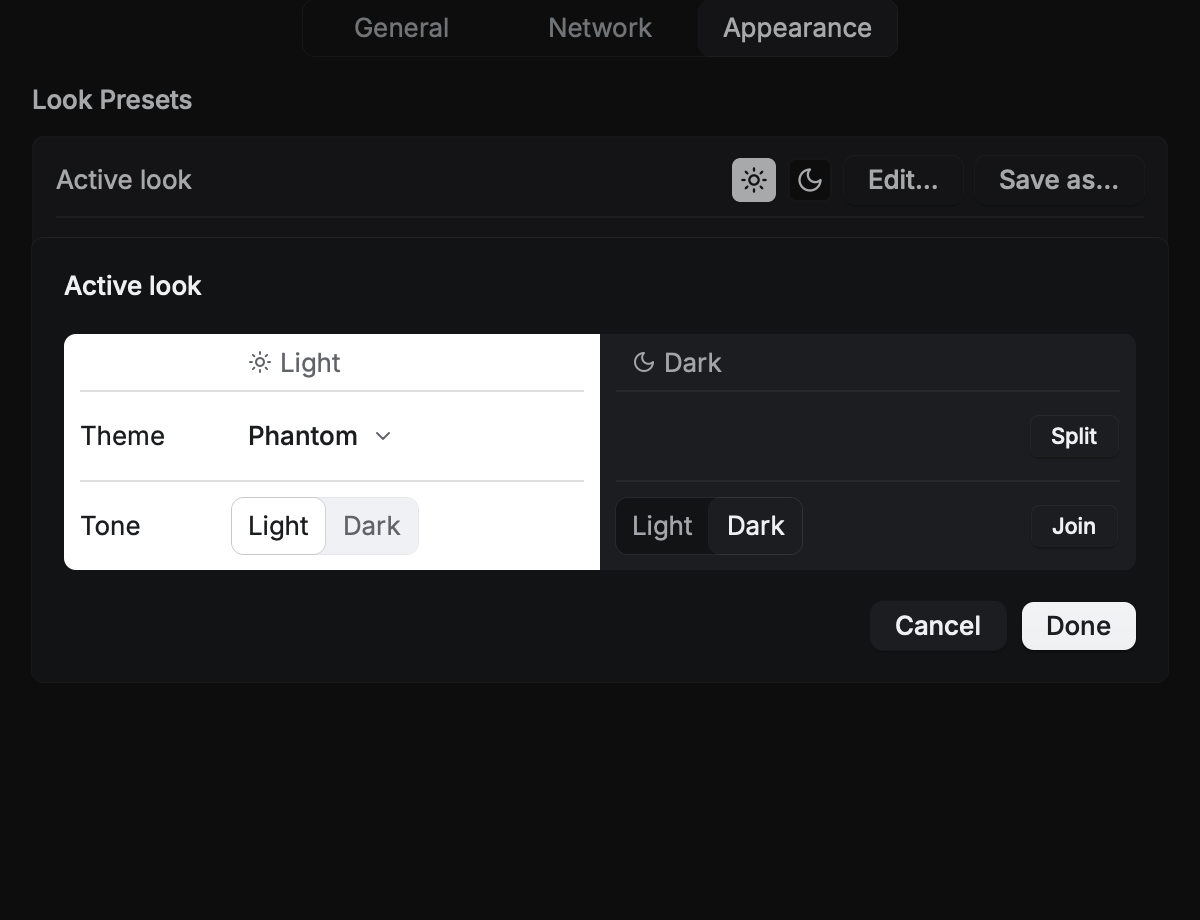 General Network Appearance
Look Presets
Active look Edit... Save as...
Active look
Light Dark
Theme Phantom Split
Tone Light Dark Light Dark Join
Cancel Done